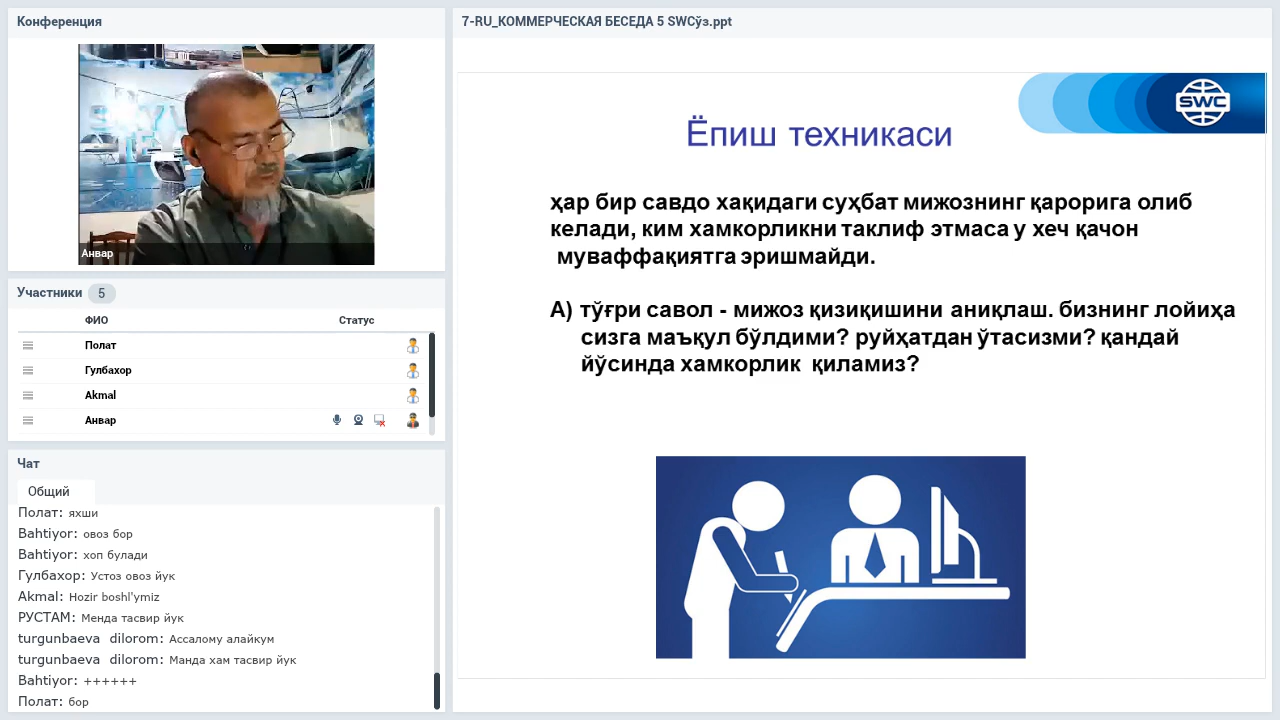 Конференция
Анвар
Участники 5
ФИО Статус
Полат
Гулбахор
Akmal
Анвар
Чат
Общий
Полат: яхши
Bahtiyor: овоз бор
Bahtiyor: хоп булади
Гулбахор: Устоз овоз йук
Akmal: Hozir boshl'ymiz
РУСТАМ: Менда тасвир йук
turgunbaeva dilorom: Ассалому алайкум
turgunbaeva dilorom: Манда хам тасвир йук
Bahtiyor: ++++++
Полат: бор
7-RU_КОММЕРЧЕСКАЯ БЕСЕДА 5 SWCўз.ppt
SWC
Ёпиш техникаси
ҳар бир савдо хақидаги суҳбат мижознинг қарорига олиб
келади, ким хамкорликни таклиф этмаса у хеч қачон
муваффақиятга эришмайди.
А) тўғри савол - мижоз қизиқишини аниқлаш. бизнинг лойиҳа
сизга маъқул бўлдими? руйҳатдан ўтасизми? қандай
йўсинда хамкорлик қиламиз?